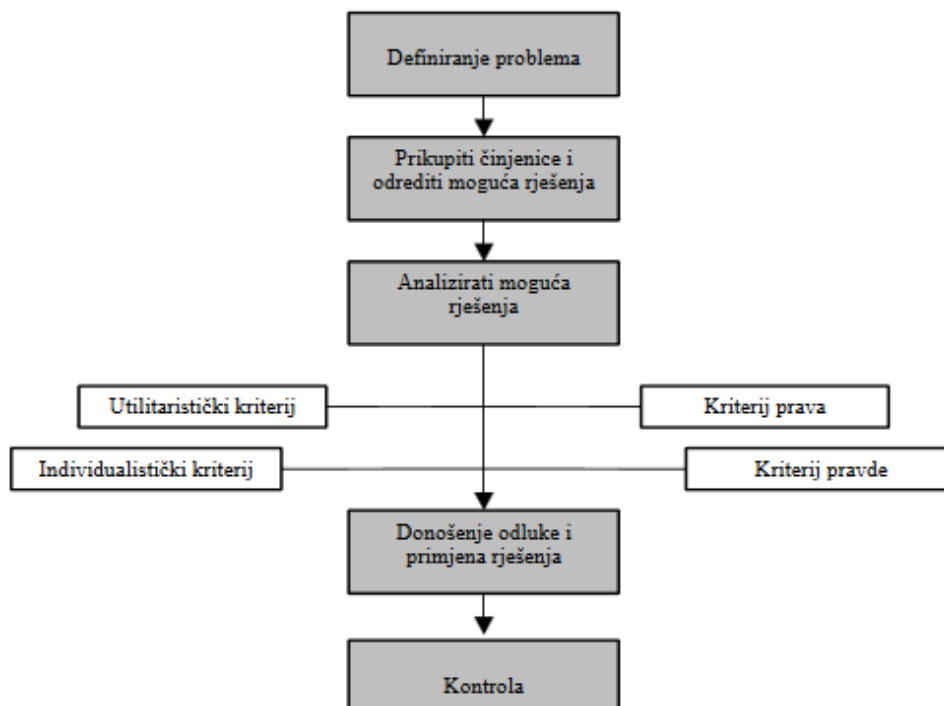 Definiranje problema
Prikupiti činjenice i
odrediti moguća rješenja
Analizirati moguća
rješenja
Utilitaristički kriterij
Kriterij prava
Individualistički kriterij
Kriterij pravde
Donošenje odluke i
primjena rješenja
Kontrola